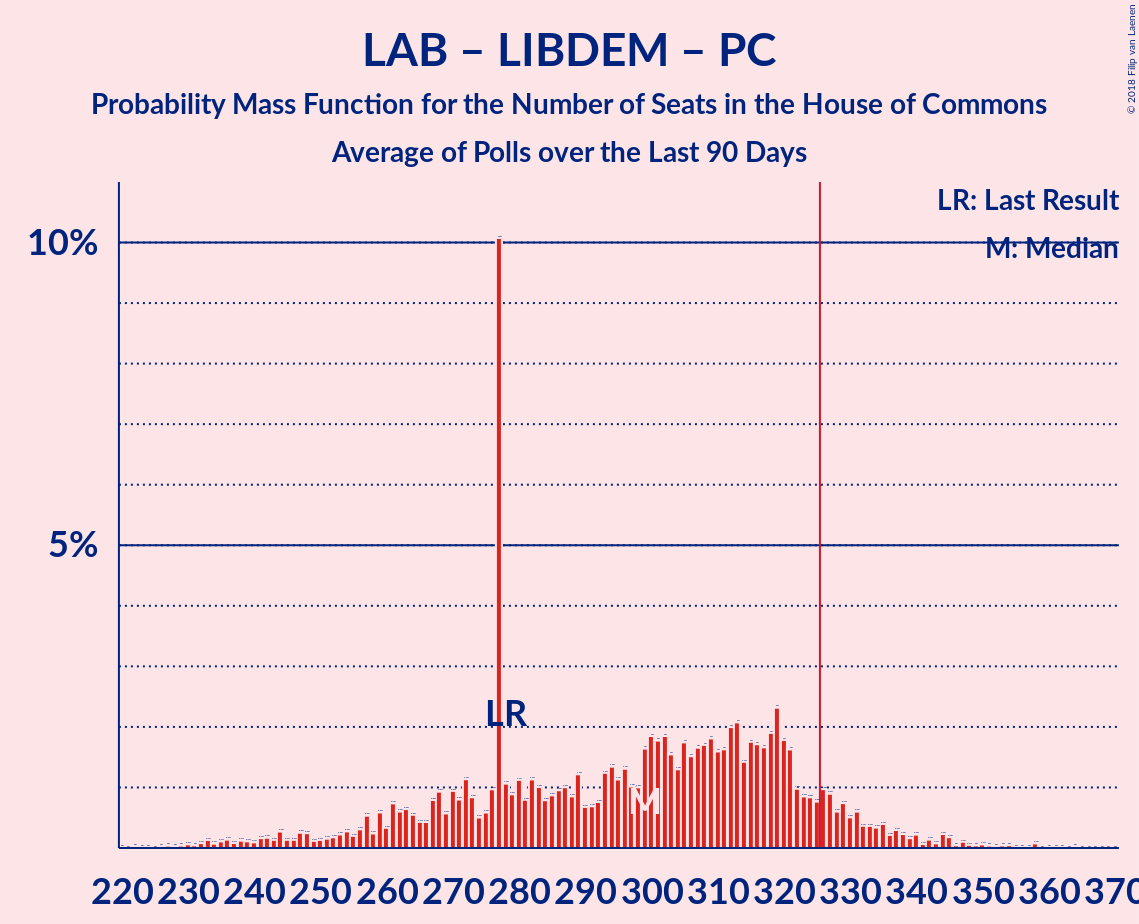 LAB – LIBDEM – PC
Probability Mass Function for the Number of Seats in the House of Commons
Average of Polls over the Last 90 Days
© 2018 Filip van Laenen
LR: Last Result
M: Median
10%
5%
LR
M
220 230 240 250 260 270 280 290 300 310 320 330 340 350 360 370